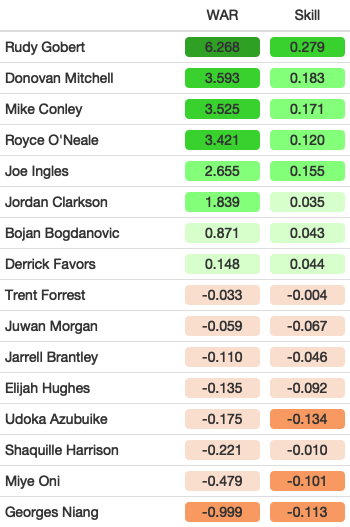 WAR Skill
Rudy Gobert 6.268 0.279
Donovan Mitchell 3.593 0.183
Mike Conley 3.525 0.171
Royce O'Neale 3.421 0.120
Joe Ingles 2.655 0.155
Jordan Clarkson 1.839 0.035
Bojan Bogdanovic 0.871 0.043
Derrick Favors 0.148 0.044
Trent Forrest -0.033 -0.004
Juwan Morgan -0.059 -0.067
Jarrell Brantley -0.110 -0.046
Elijah Hughes -0.135 -0.092
Udoka Azubuike -0.175 -0.134
Shaquille Harrison -0.221 -0.010
Miye Oni -0.479 -0.101
Georges Niang -0.999 -0.113